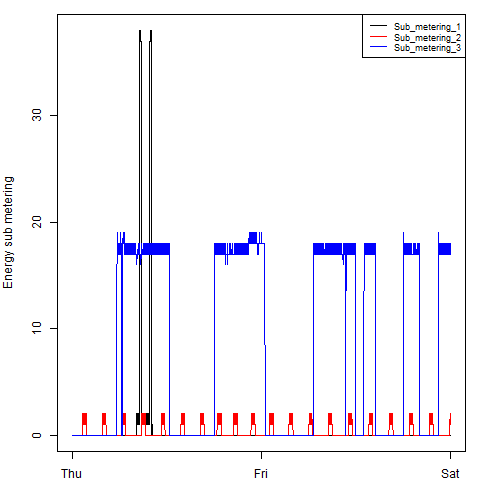 Sub_metering_1
Sub_metering_2
Sub_metering_3
Energy sub metering
30
20
10
0
Thu Fri Sat